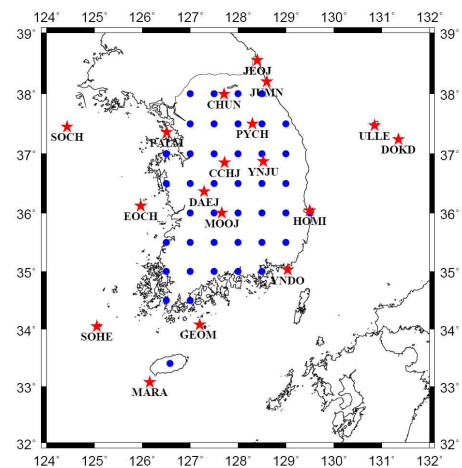 124° 125° 126° 127° 128° 129° 130° 131° 132°
39° 39°
JEOJ
JUMN
38° 38°
CHUN
SOCH PALM PYCH ULLE
DOKD
37° 37°
CCHJ YNJU
DAEJ
EOCH MOOJ HOMI
36° 36°
35° 35°
YNDO
34° 34°
SOHE GEOM
33° 33°
MARA
32° 32°
124° 125° 126° 127° 128° 129° 130° 131° 132°